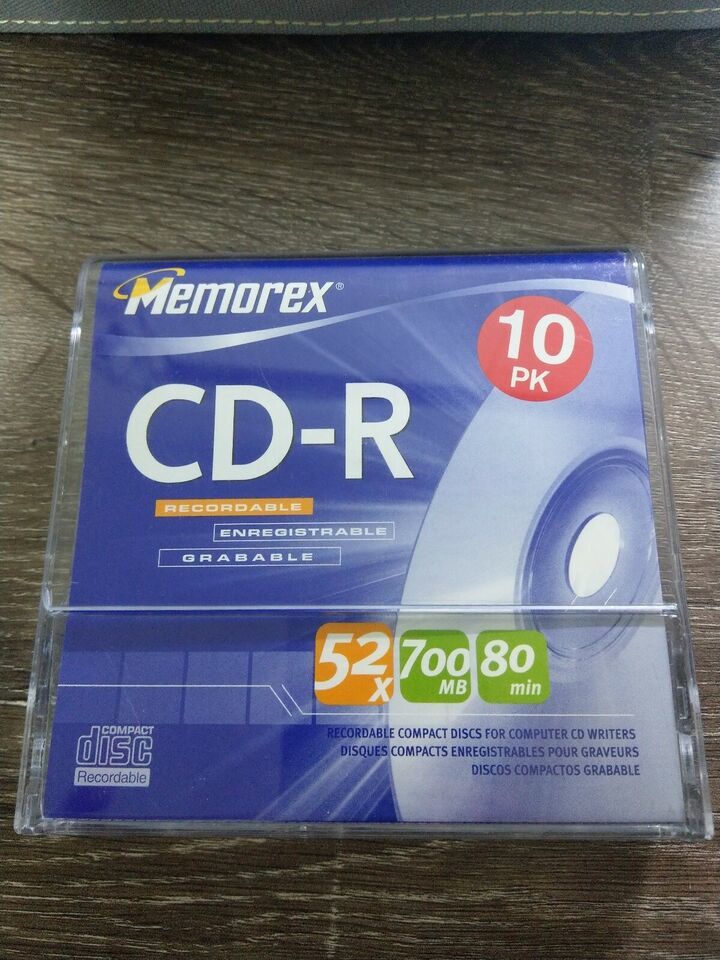 Memorex®
10
PK
CD-R
RECORDABLE
ENREGISTRABLE
GRABABLE
52x
700
MB
80
min
COMPACT
disc
Recordable
RECORDABLE COMPACT DISCS FOR COMPUTER CD WRITERS
DISQUES COMPACTS ENREGISTRABLES POUR GRAVEURS
DISCOS COMPACTOS GRABABLE